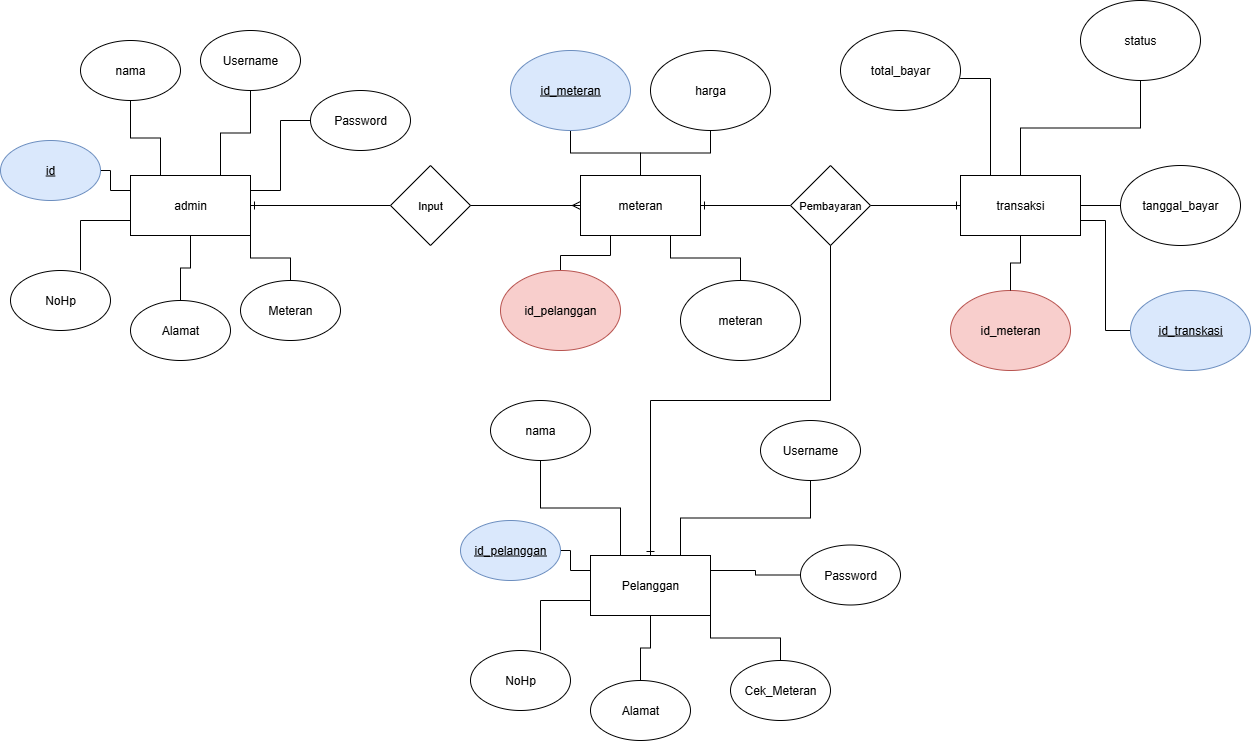 status
total_bayar
nama
Username
id_meteran
harga
Password
id
admin
Input
meteran
Pembayaran
transaksi
tanggal_bayar
NoHp
Alamat
Meteran
id_pelanggan
meteran
id_meteran
id_transkasi
nama
Username
id_pelanggan
Pelanggan
Password
NoHp
Alamat
Cek_Meteran